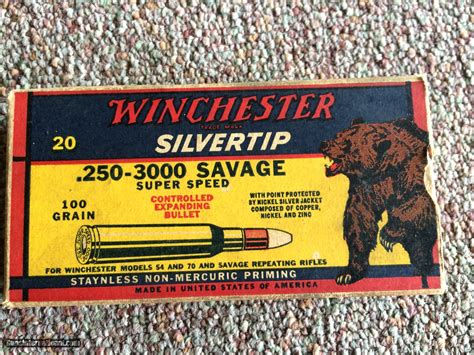 WINCHESTER
TRADE MARK
20
SILVERTIP
.250-3000 SAVAGE
SUPER SPEED
100
GRAIN
CONTROLLED
EXPANDING
BULLET
WITH POINT PROTECTED
BY NICKEL SILVER JACKET
COMPOSED OF COPPER,
NICKEL AND ZINC
FOR WINCHESTER MODELS 54 AND 70 AND SAVAGE REPEATING RIFLES
STAYNLESS NON-MERCURIC PRIMING
MADE IN UNITED STATES OF AMERICA
GunsInternational.com